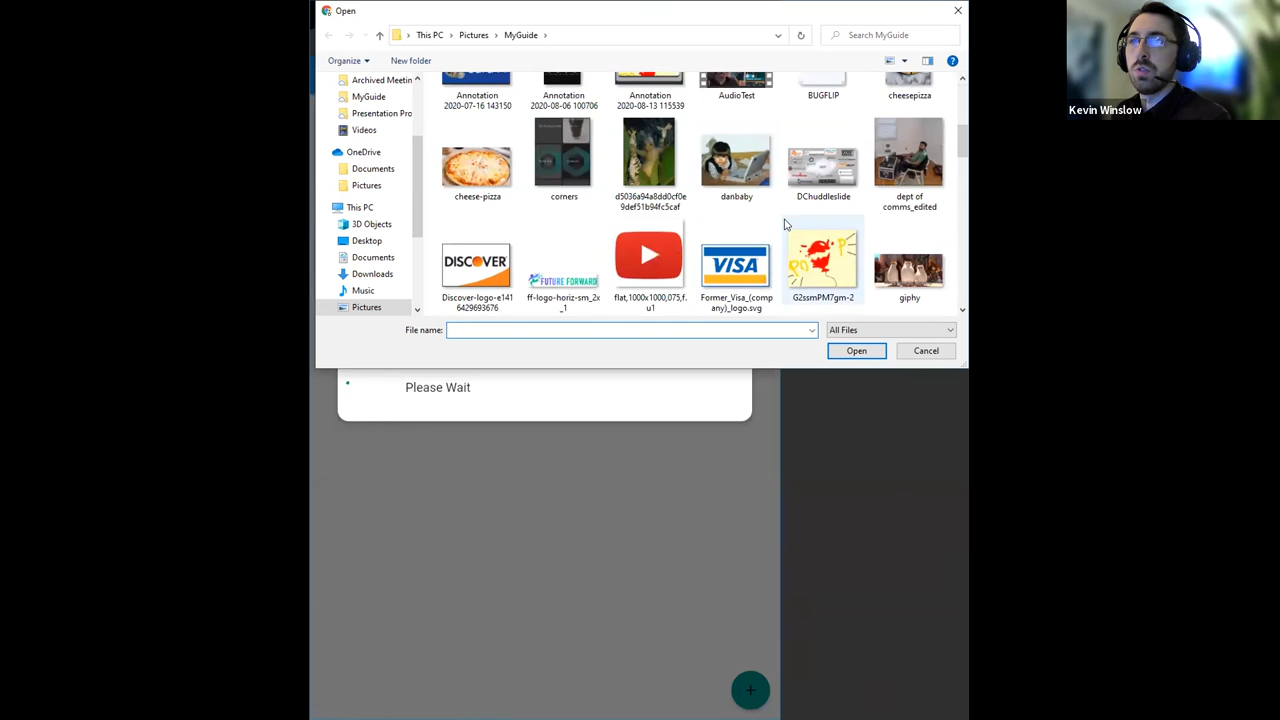 Open
This PC > Pictures > MyGuide >
Search MyGuide
Organize
New folder
Archived Meetin
MyGuide
Presentation Pro
Videos
OneDrive
Documents
Pictures
This PC
3D Objects
Desktop
Documents
Downloads
Music
Pictures
Annotation
2020-07-16 143150
Annotation
2020-08-06 100706
Annotation
2020-08-13 115539
AudioTest
BUGFLIP
cheesepizza
cheese-pizza
corners
d5036a94a8dd0cf0e
9def51b94fc5caf
danbaby
DChuddleslide
dept of
comms_edited
DISCOVER
FUTURE FORWARD
VISA
PO P
Discover-logo-e141
6429693676
ff-logo-horiz-sm_2x
_1
flat,1000x1000,075,f.
u1
Former_Visa_(comp
any)_logo.svg
G2ssmPM7gm-2
giphy
File name:
All Files
Open
Cancel
Please Wait
+
Kevin Winslow